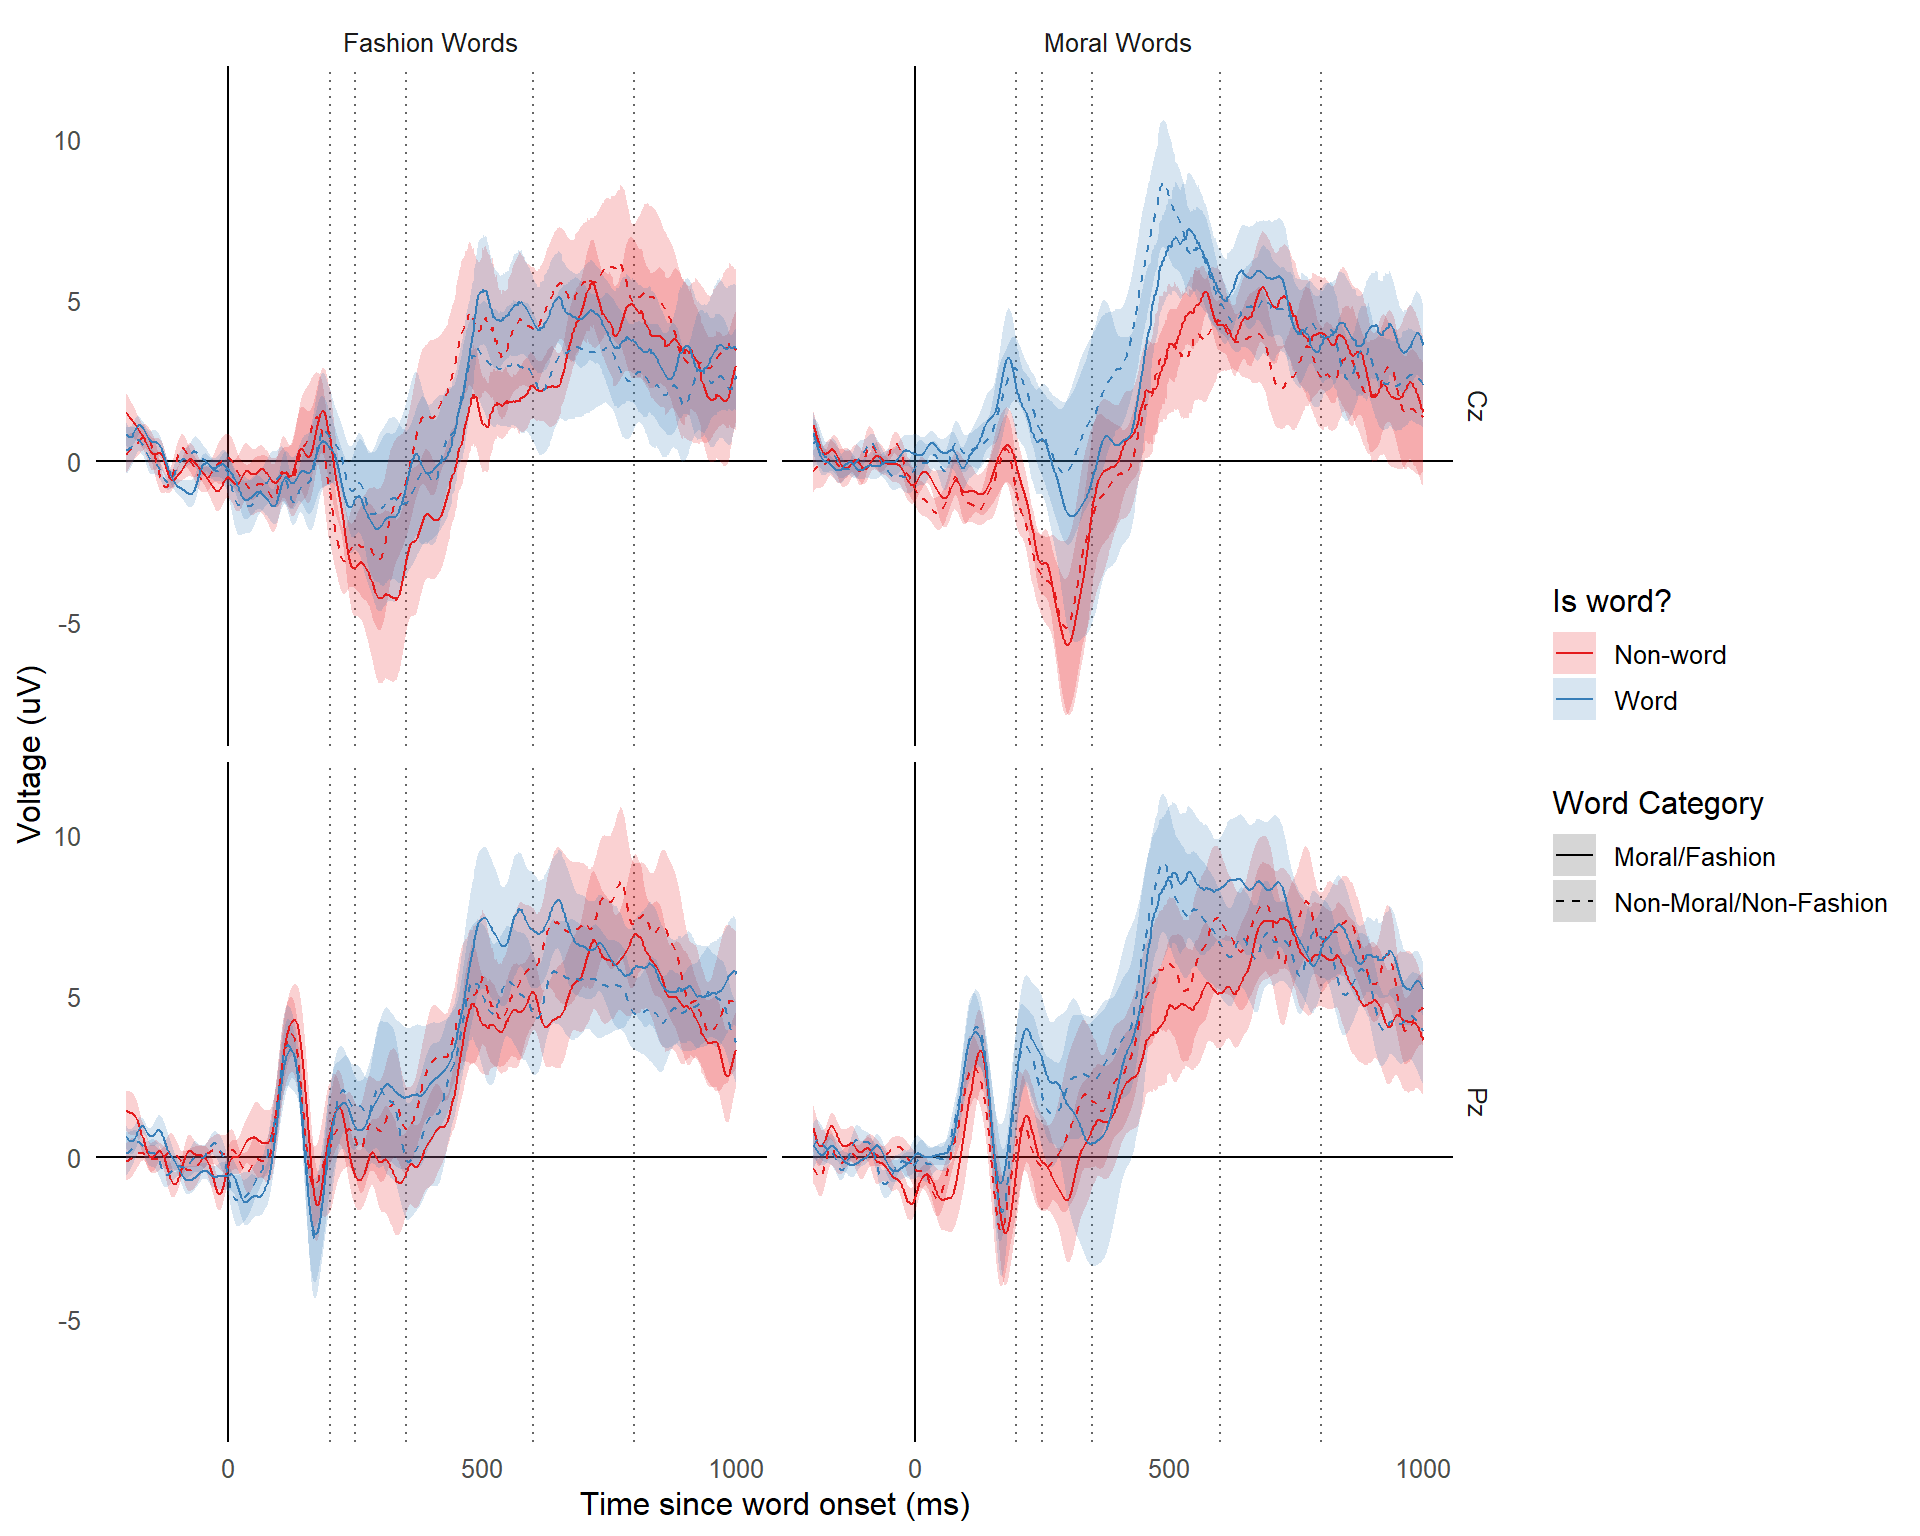 Fashion Words
Moral Words
10
5
0
-5
Cz
10
5
0
-5
Pz
Voltage (uV)
0
500
1000
0
500
1000
Time since word onset (ms)
Is word?
Non-word
Word
Word Category
Moral/Fashion
Non-Moral/Non-Fashion